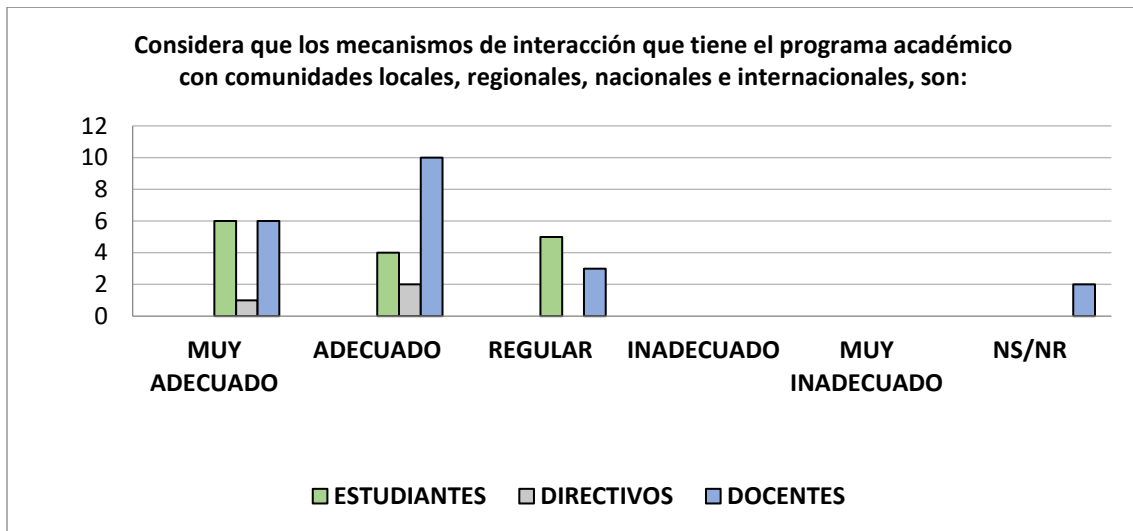 Considera que los mecanismos de interacción que tiene el programa académico
con comunidades locales, regionales, nacionales e internacionales, son:
12
10
8
6
4
2
0
MUY ADECUADO
ADECUADO
REGULAR
INADECUADO
MUY INADECUADO
NS/NR
ESTUDIANTES
DIRECTIVOS
DOCENTES